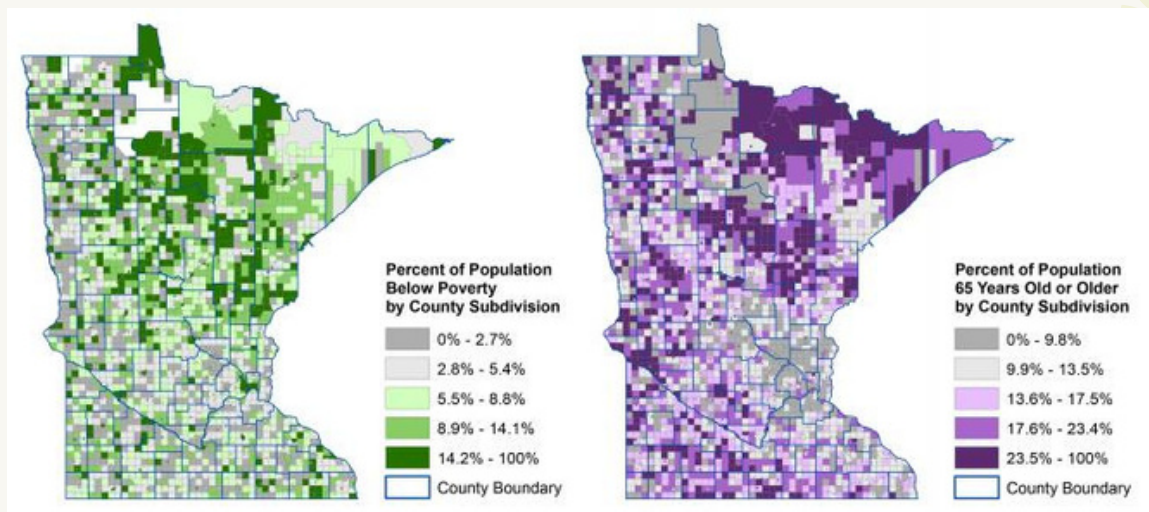 Percent of Population
Below Poverty
by County Subdivision
0% - 2.7%
2.8% - 5.4%
5.5% - 8.8%
8.9% - 14.1%
14.2% - 100%
County Boundary
Percent of Population
65 Years Old or Older
by County Subdivision
0% - 9.8%
9.9% - 13.5%
13.6% - 17.5%
17.6% - 23.4%
23.5% - 100%
County Boundary